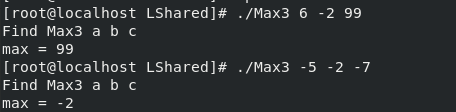 [root@localhost LShared]# ./Max3 6 -2 99
Find Max3 a b c
max = 99
[root@localhost LShared]# ./Max3 -5 -2 -7
Find Max3 a b c
max = -2